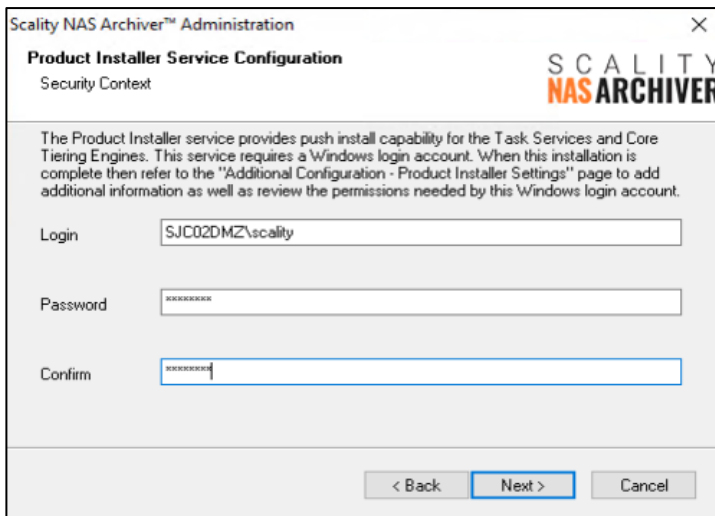 Scality NAS Archiver™ Administration
Product Installer Service Configuration
Security Context
SCALITY
NAS ARCHIVER
The Product Installer service provides push install capability for the Task Services and Core
Tiering Engines. This service requires a Windows login account. When this installation is
complete then refer to the "Additional Configuration - Product Installer Settings" page to add
additional information as well as review the permissions needed by this Windows login account.
Login
SJC02DMZ\scality
Password
********
Confirm
********
< Back
Next >
Cancel